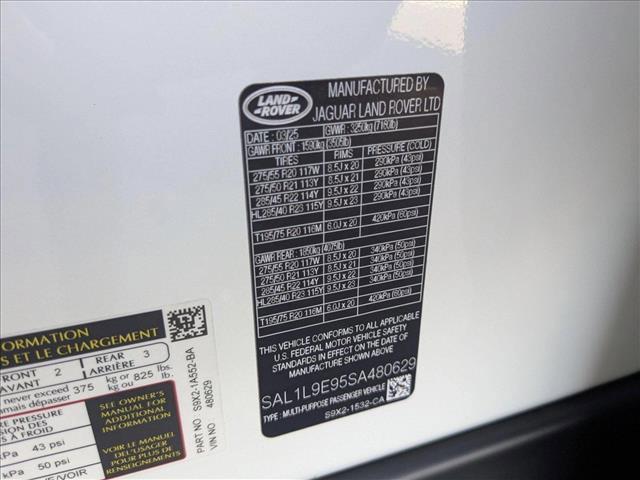 LAND
ROVER
MANUFACTURED BY
JAGUAR LAND ROVER LTD
DATE : 03/25 GVWR : 3250kg (7160lb)
GAWR FRONT : 1590kg (3505lb)
TIRES RIMS PRESSURE (COLD)
275/55 R20 117W 8.5J x 20 290kPa (43psi)
275/50 R21 113Y 8.5J x 21 290kPa (43psi)
285/45 R22 114Y 9.5J x 22 290kPa (43psi)
HL285/40 R23 115Y 9.5J x 23 290kPa (43psi)
T195/75 R20 116M 6.0J x 20 420kPa (60psi)
GAWR REAR : 1850kg (4075lb)
275/55 R20 117W 8.5J x 20 340kPa (50psi)
275/50 R21 113Y 8.5J x 21 340kPa (50psi)
285/45 R22 114Y 9.5J x 22 340kPa (50psi)
HL285/40 R23 115Y 9.5J x 23 340kPa (50psi)
T195/75 R20 116M 6.0J x 20 420kPa (60psi)
THIS VEHICLE CONFORMS TO ALL APPLICABLE
U.S. FEDERAL MOTOR VEHICLE SAFETY
STANDARDS IN EFFECT ON THE DATE OF
MANUFACTURE SHOWN ABOVE.
SAL1L9E95SA480629
TYPE : MULTI-PURPOSE PASSENGER VEHICLE
S9X2-1532-CA
INFORMATION
ET LE CHARGEMENT
FRONT 2 REAR 3
AVANT ARRIÈRE
never exceed 375 kg or 825 lbs.
jamais dépasser kg ou lb.
PRESSURE
PRESSION DES
À FROID
kPa 43 psi
kPa 50 psi
SEE OWNER'S
MANUAL FOR
ADDITIONAL
INFORMATION
VOIR LE MANUEL
DE L'USAGER
POUR PLUS DE
RENSEIGNEMENTS
PART NO S9X2-1A552-BA
VIN NO 480629